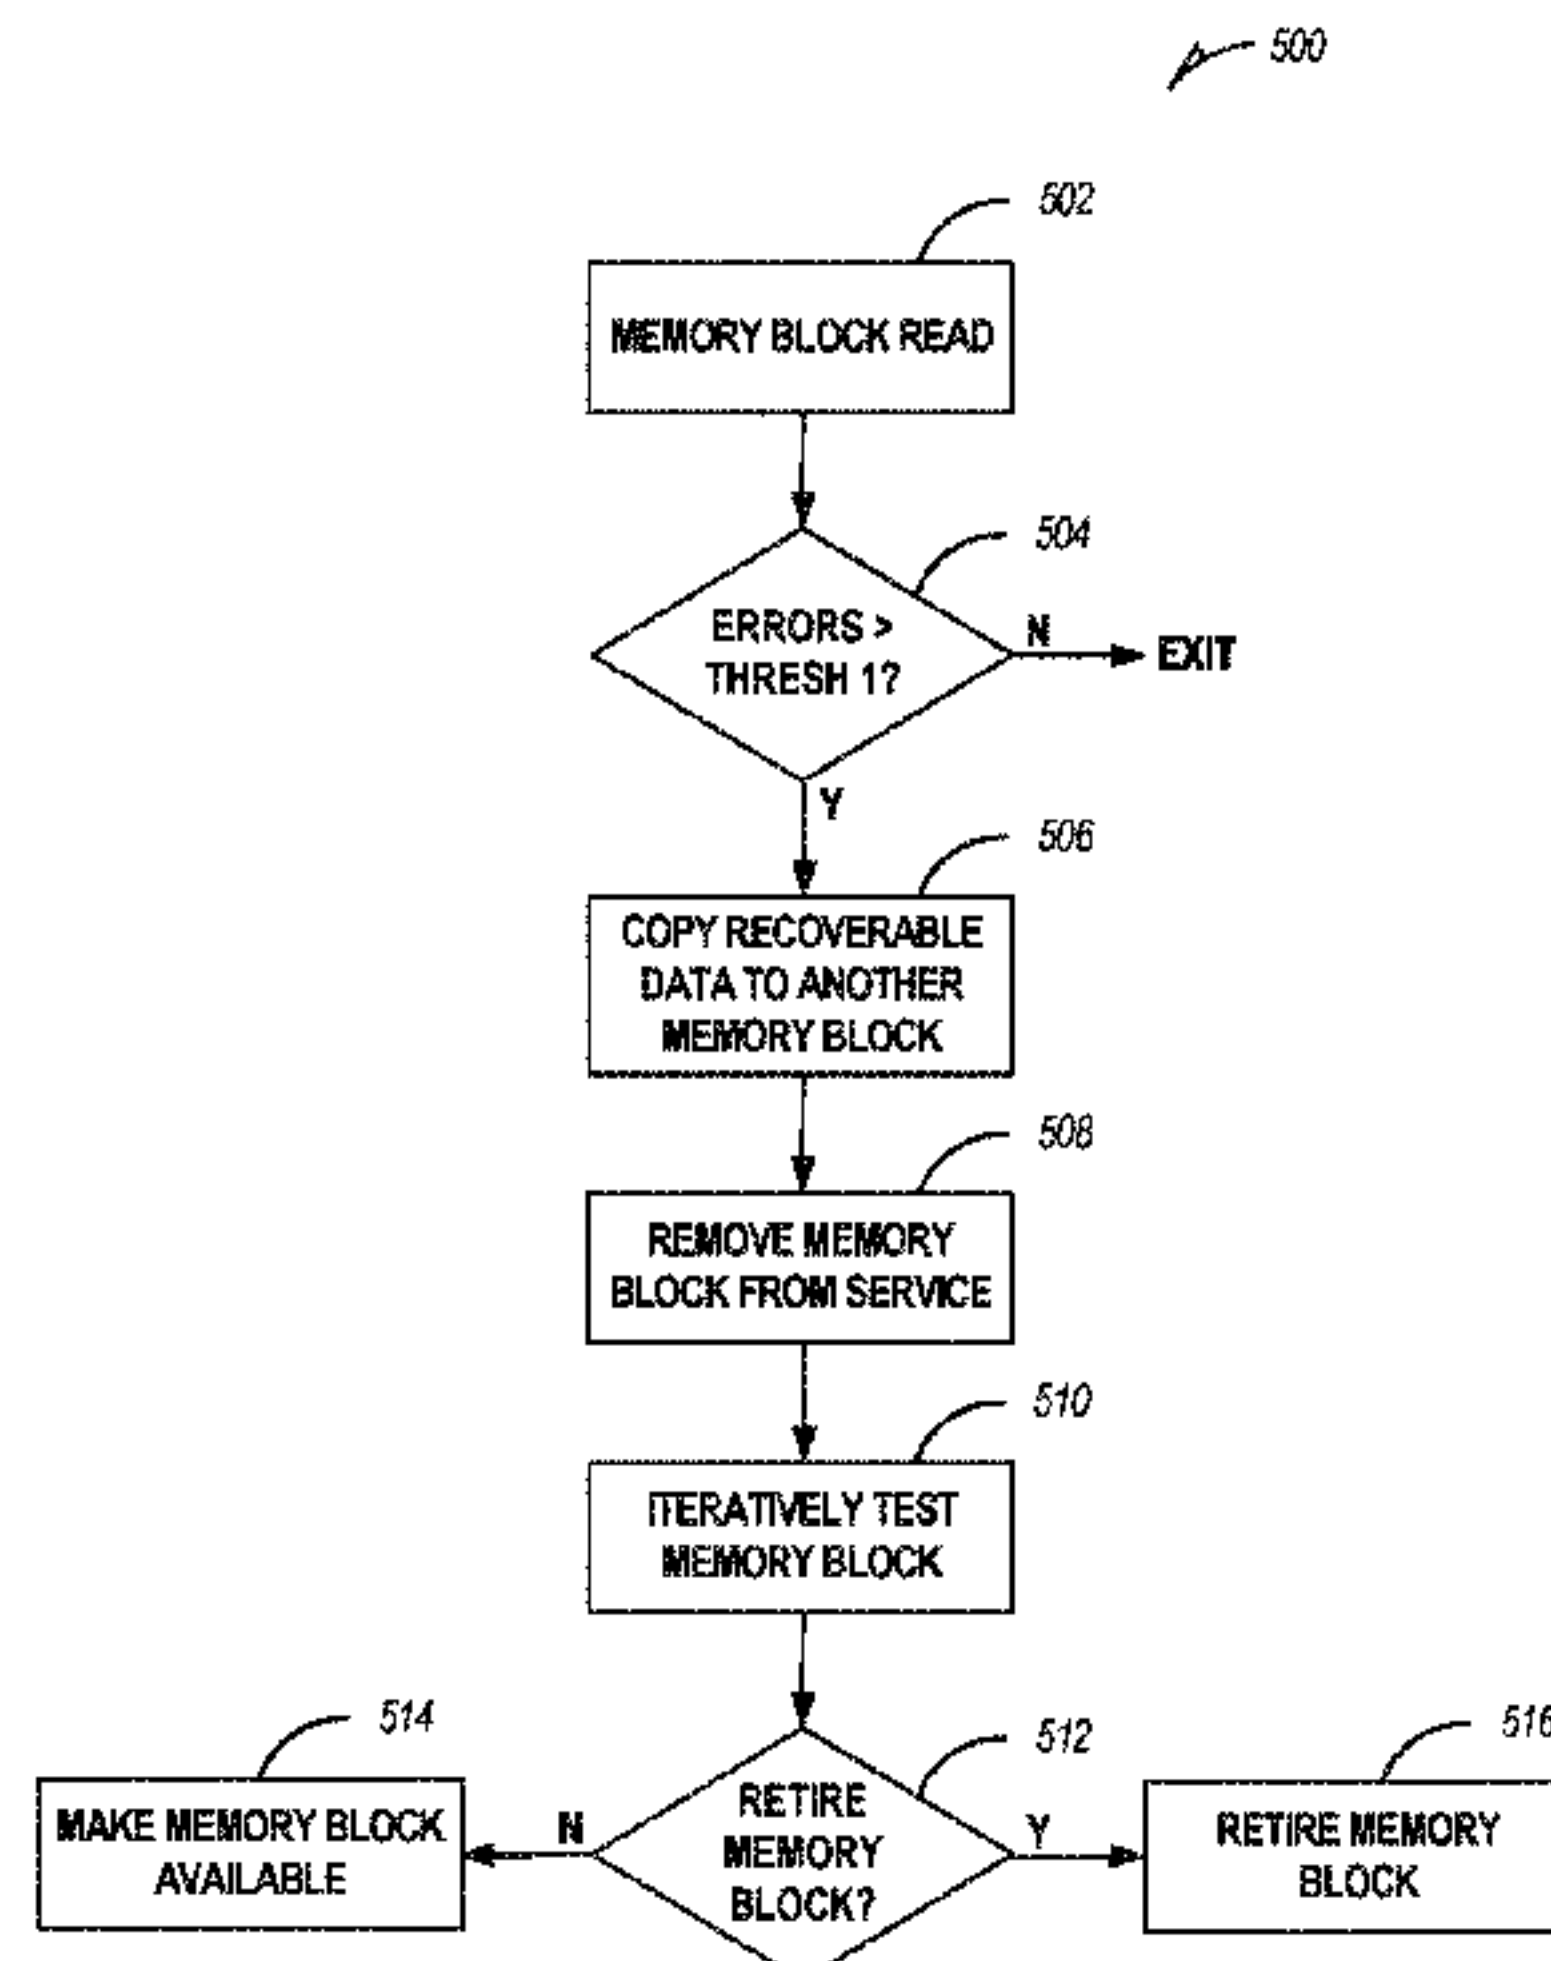 500
502
MEMORY BLOCK READ
504
ERRORS >
THRESH 1?
N
EXIT
Y
506
COPY RECOVERABLE
DATA TO ANOTHER
MEMORY BLOCK
508
REMOVE MEMORY
BLOCK FROM SERVICE
510
ITERATIVELY TEST
MEMORY BLOCK
514
512
516
MAKE MEMORY BLOCK
AVAILABLE
N
RETIRE
MEMORY
BLOCK?
Y
RETIRE MEMORY
BLOCK